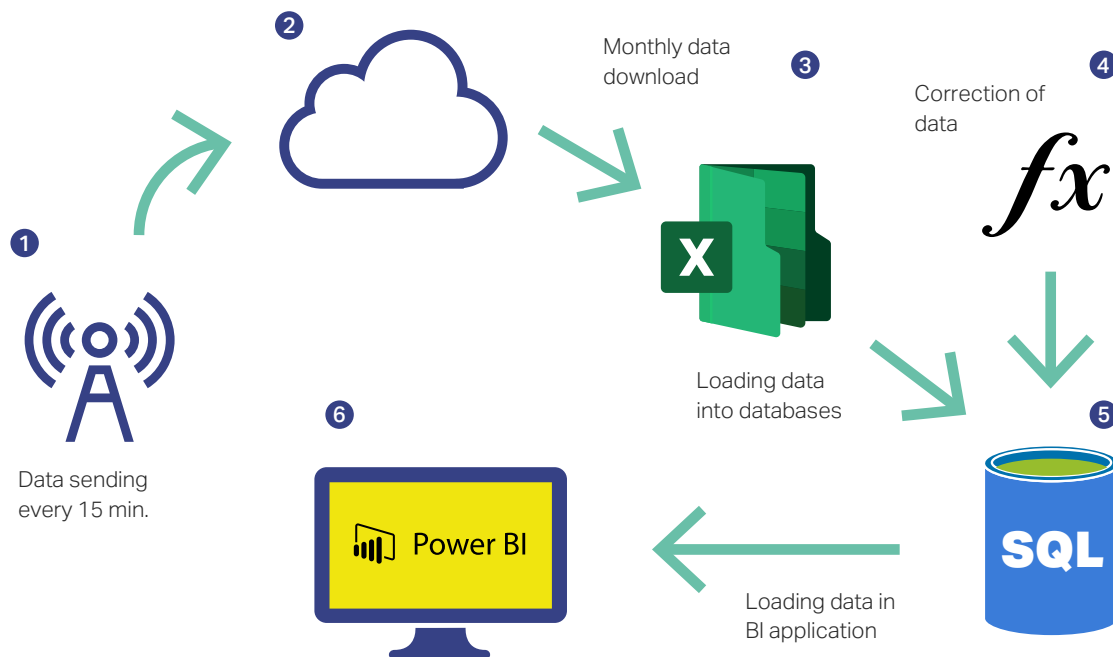 2
Monthly data
download
3
4
Correction of
data
fx
1
X
Data sending
every 15 min.
Loading data
into databases
6
5
Power BI
SQL
Loading data in
BI application